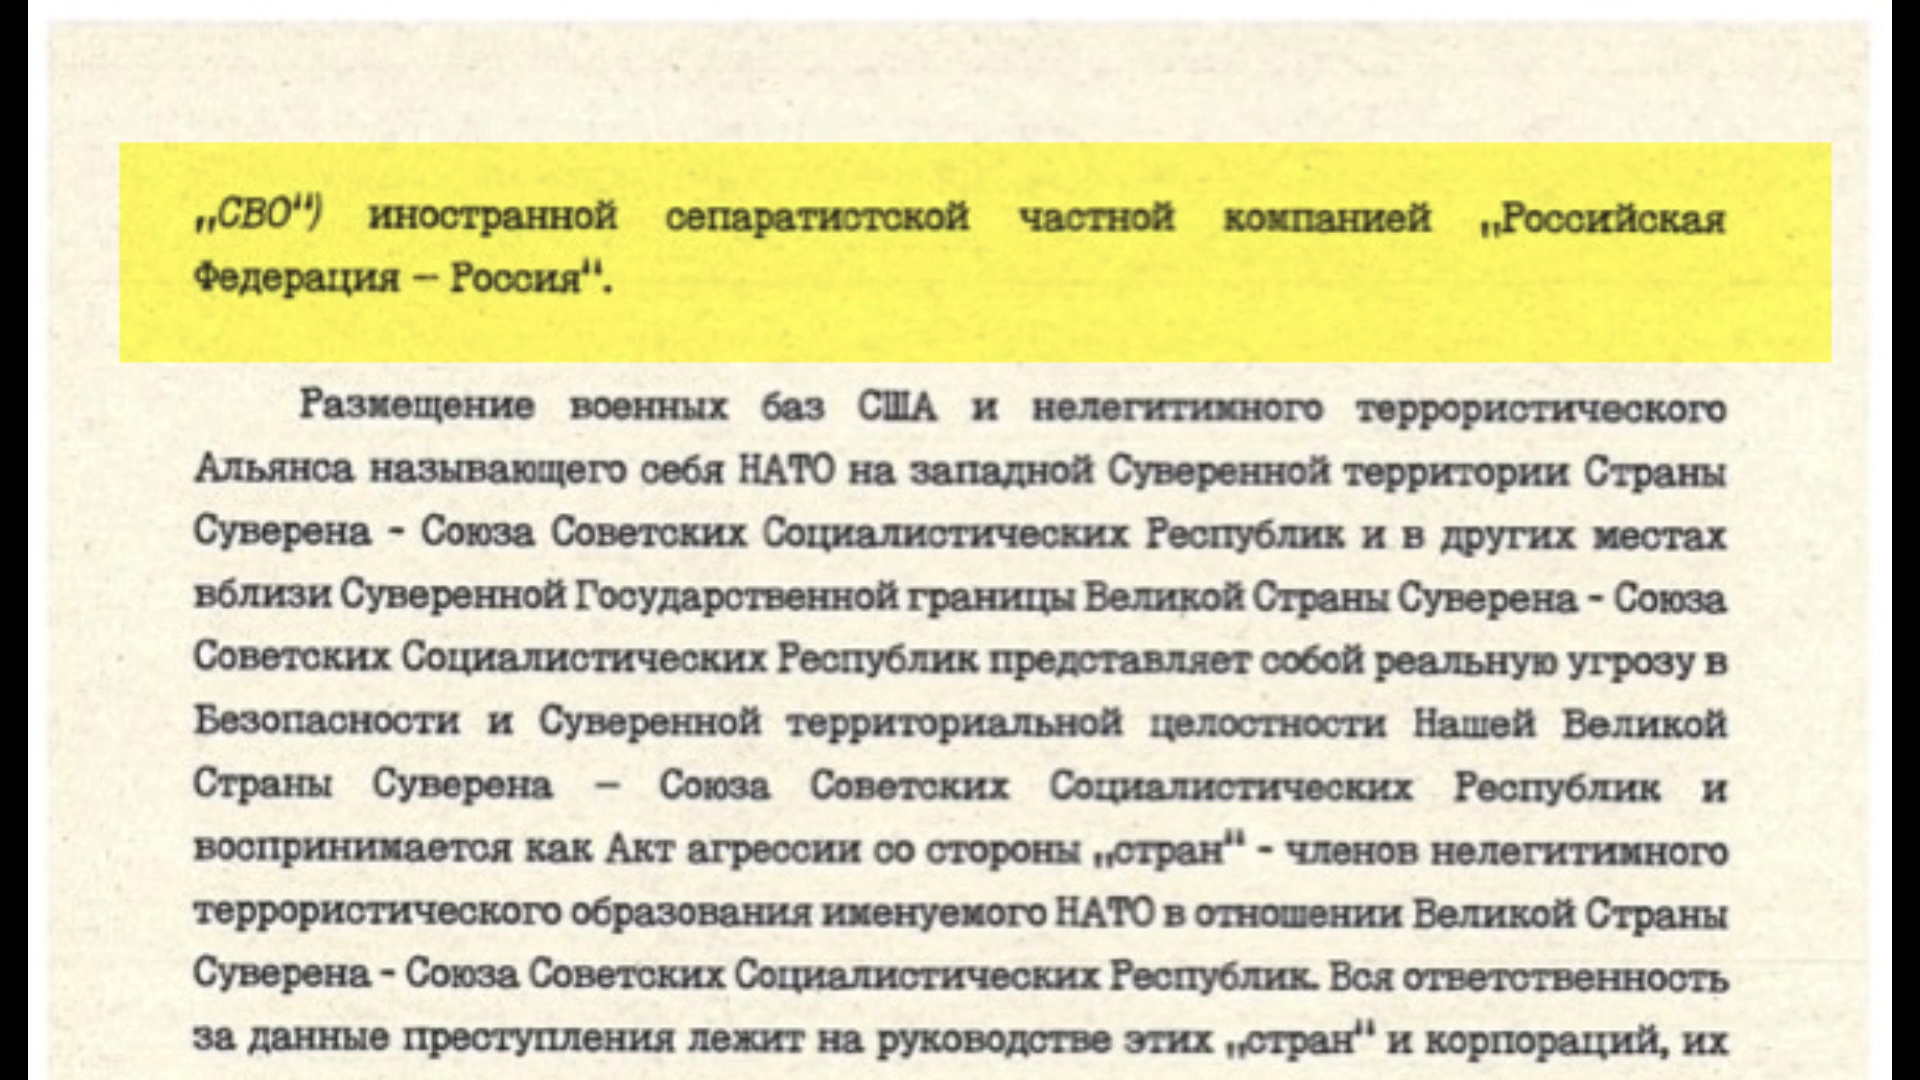 „СВО“) иностранной сепаратистской частной компанией „Российская
Федерация – Россия“.
Размещение военных баз США и нелегитимного террористического
Альянса называющего себя НАТО на западной Суверенной территории Страны
Суверена - Союза Советских Социалистических Республик и в других местах
вблизи Суверенной Государственной границы Великой Страны Суверена - Союза
Советских Социалистических Республик представляет собой реальную угрозу в
Безопасности и Суверенной территориальной целостности Нашей Великой
Страны Суверена – Союза Советских Социалистических Республик и
воспринимается как Акт агрессии со стороны „стран“ - членов нелегитимного
террористического образования именуемого НАТО в отношении Великой Страны
Суверена - Союза Советских Социалистических Республик. Вся ответственность
за данные преступления лежит на руководстве этих „стран“ и корпораций, их